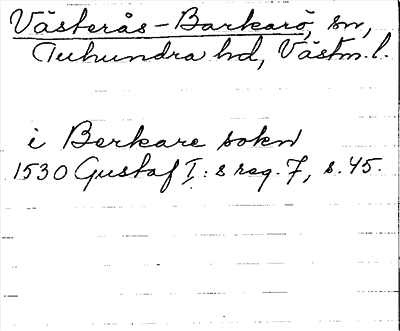 Västerås-Barkarö, sn,
Tuhundra hd, Västm. l.
i Berkare sokn
1530 Gustaf I:s reg. 7, s. 45.